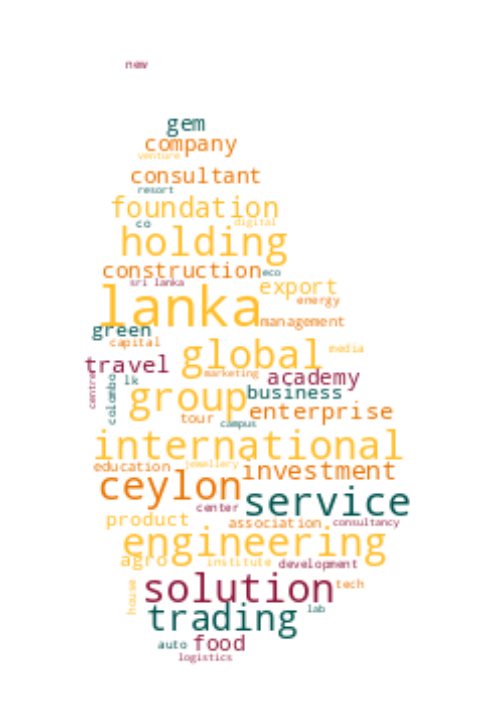 new
gem
company
venture
consultant
resort
foundation
co digital
holding
construction eco
sri lanka export
lanka energy
green management
capital
global media
travel marketing academy
centre lk
colombo group business
tour enterprise
campus
international
education jewellery investment
ceylon service
center
product association consultancy
engineering
agro institute development
solution tech
house
trading lab
auto food
logistics